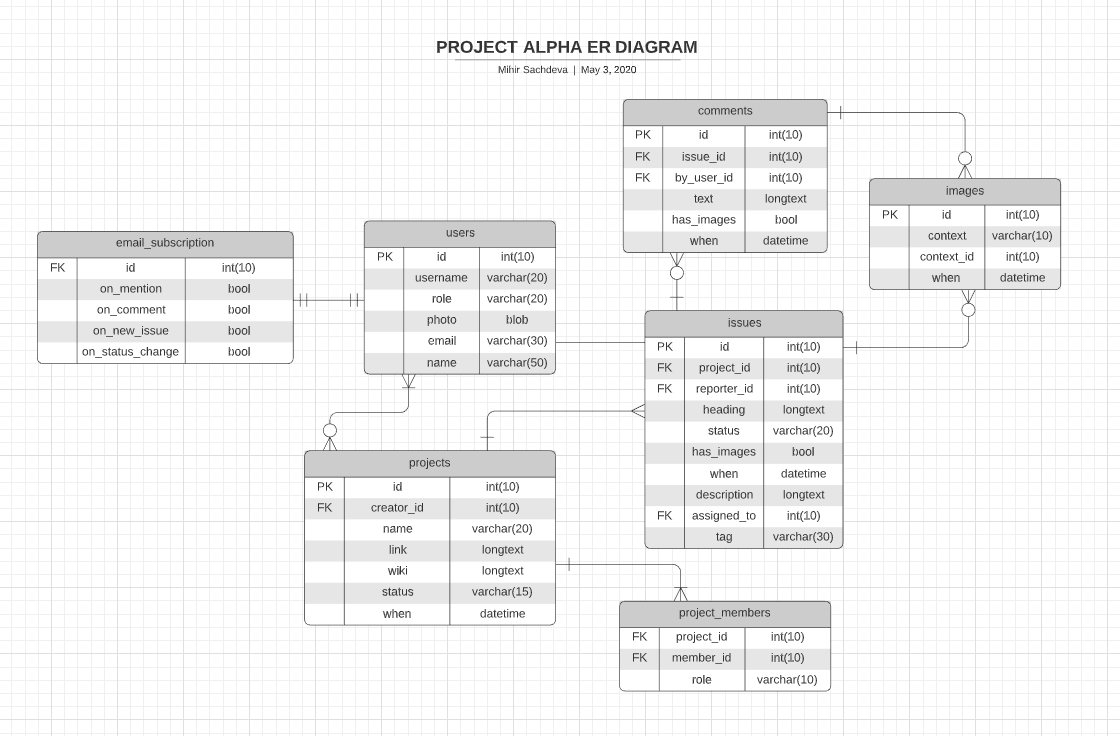 PROJECT ALPHA ER DIAGRAM
Mihir Sachdeva | May 3, 2020
comments
PK id int(10)
FK issue_id int(10)
FK by_user_id int(10)
text longtext
has_images bool
when datetime
images
PK id int(10)
context varchar(10)
context_id int(10)
when datetime
email_subscription
FK id int(10)
on_mention bool
on_comment bool
on_new_issue bool
on_status_change bool
users
PK id int(10)
username varchar(20)
role varchar(20)
photo blob
email varchar(30)
name varchar(50)
issues
PK id int(10)
FK project_id int(10)
FK reporter_id int(10)
heading longtext
status varchar(20)
has_images bool
when datetime
description longtext
FK assigned_to int(10)
tag varchar(30)
projects
PK id int(10)
FK creator_id int(10)
name varchar(20)
link longtext
wiki longtext
status varchar(15)
when datetime
project_members
FK project_id int(10)
FK member_id int(10)
role varchar(10)